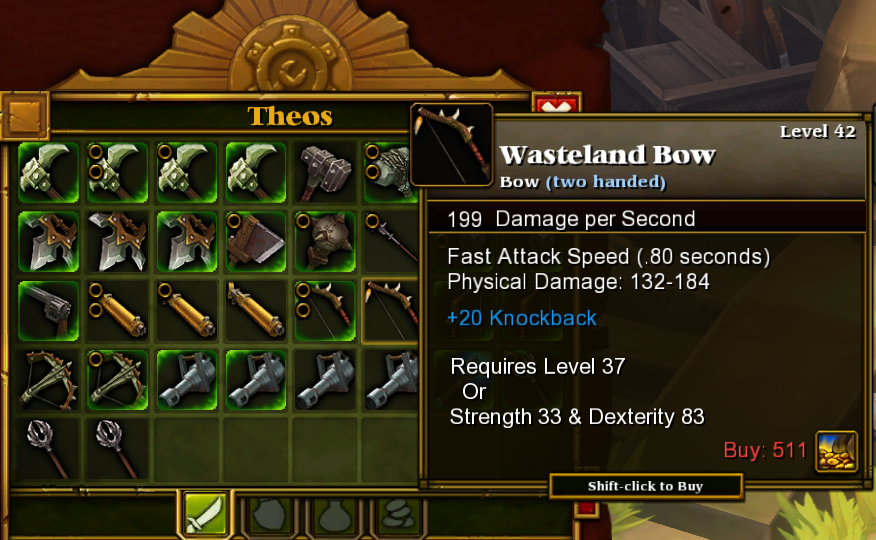 Theos
Level 42
Wasteland Bow
Bow (two handed)
199 Damage per Second
Fast Attack Speed (.80 seconds)
Physical Damage: 132-184
+20 Knockback
Requires Level 37
Or
Strength 33 & Dexterity 83
Buy: 511
Shift-click to Buy